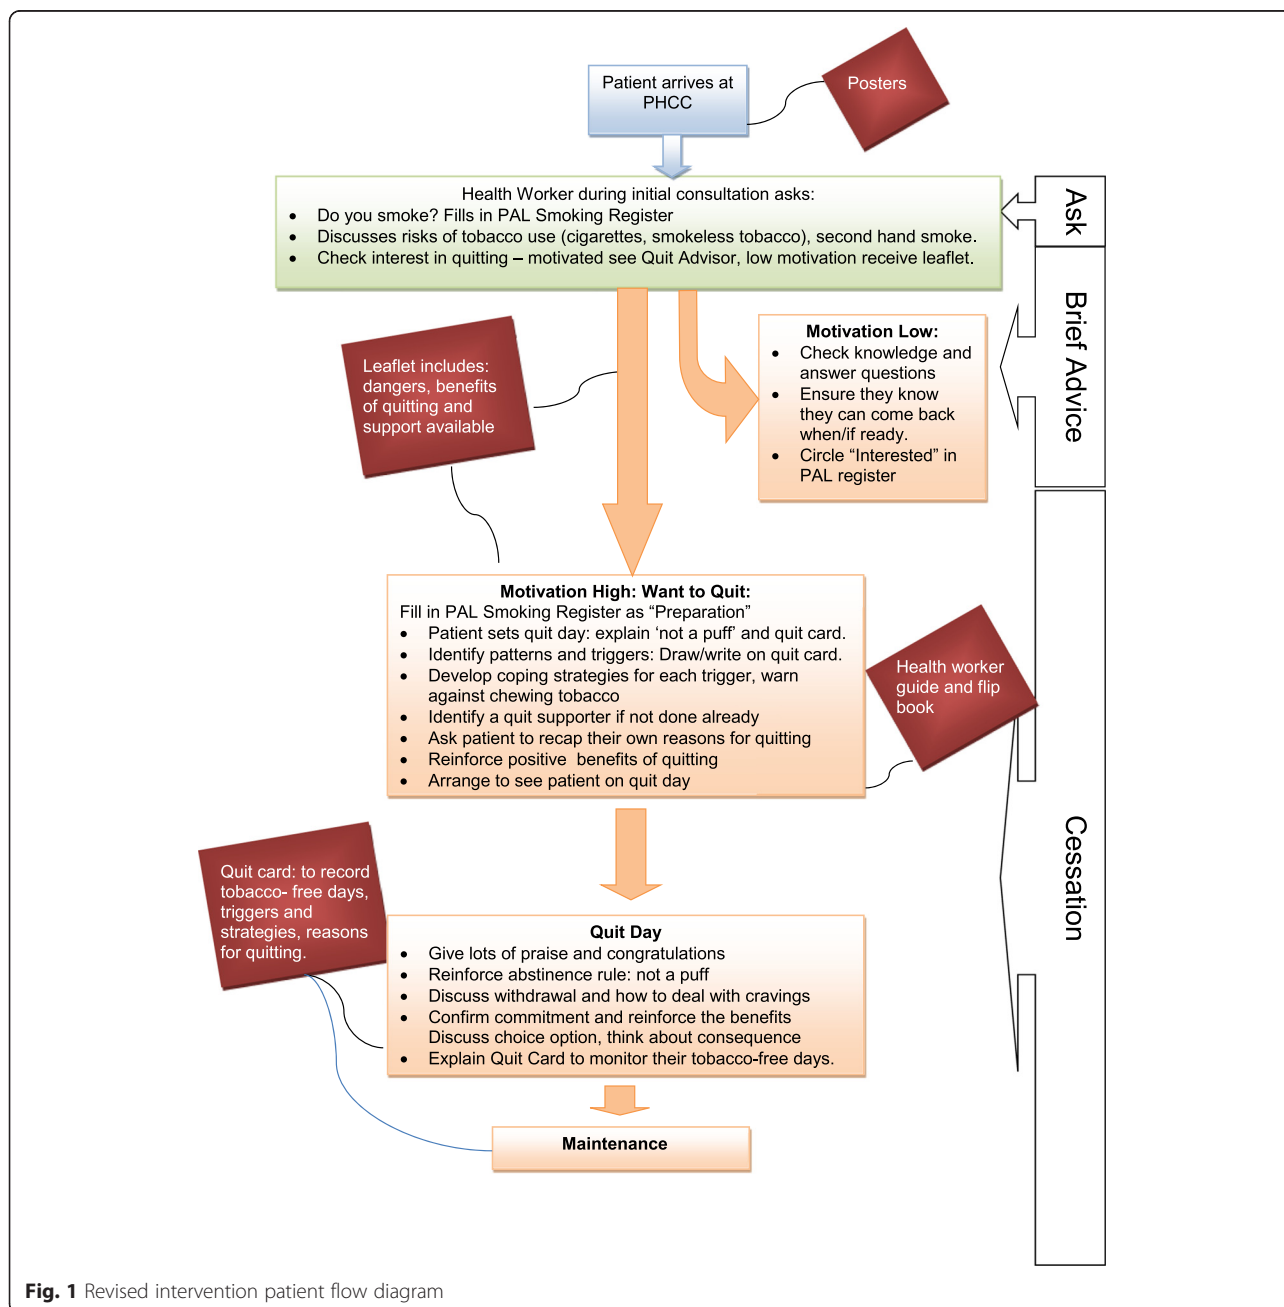 Patient arrives at
PHCC
Posters
Health Worker during initial consultation asks:
• Do you smoke? Fills in PAL Smoking Register
• Discusses risks of tobacco use (cigarettes, smokeless tobacco), second hand smoke.
• Check interest in quitting – motivated see Quit Advisor, low motivation receive leaflet.
Ask
Brief Advice
Motivation Low:
• Check knowledge and
answer questions
• Ensure they know
they can come back
when/if ready.
• Circle “Interested” in
PAL register
Leaflet includes:
dangers, benefits
of quitting and
support available
Motivation High: Want to Quit:
Fill in PAL Smoking Register as “Preparation”
• Patient sets quit day: explain ‘not a puff’ and quit card.
• Identify patterns and triggers: Draw/write on quit card.
• Develop coping strategies for each trigger, warn
against chewing tobacco
• Identify a quit supporter if not done already
• Ask patient to recap their own reasons for quitting
• Reinforce positive benefits of quitting
• Arrange to see patient on quit day
Health worker
guide and flip
book
Cessation
Quit card: to record
tobacco- free days,
triggers and
strategies, reasons
for quitting.
Quit Day
• Give lots of praise and congratulations
• Reinforce abstinence rule: not a puff
• Discuss withdrawal and how to deal with cravings
• Confirm commitment and reinforce the benefits
Discuss choice option, think about consequence
• Explain Quit Card to monitor their tobacco-free days.
Maintenance
Fig. 1 Revised intervention patient flow diagram